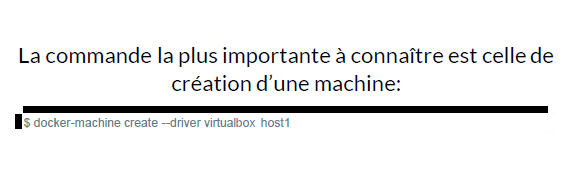 La commande la plus importante à connaître est celle de
création d'une machine:
$ docker-machine create --driver virtualbox host1